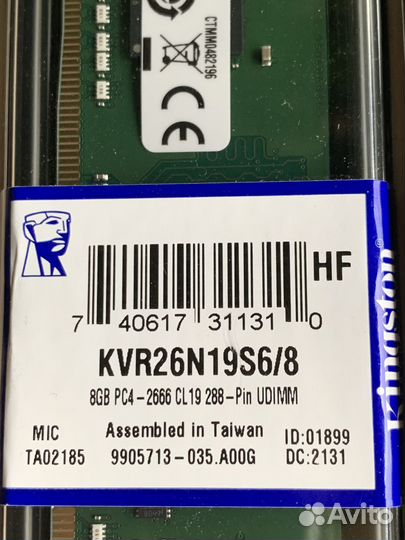 CTMM0482196
HF
7 40617 31131 0
KVR26N19S6/8
8GB PC4-2666 CL19 288-Pin UDIMM
MIC Assembled in Taiwan ID:01899
TA02185 9905713-035.A00G DC:2131
Kingston
Avito